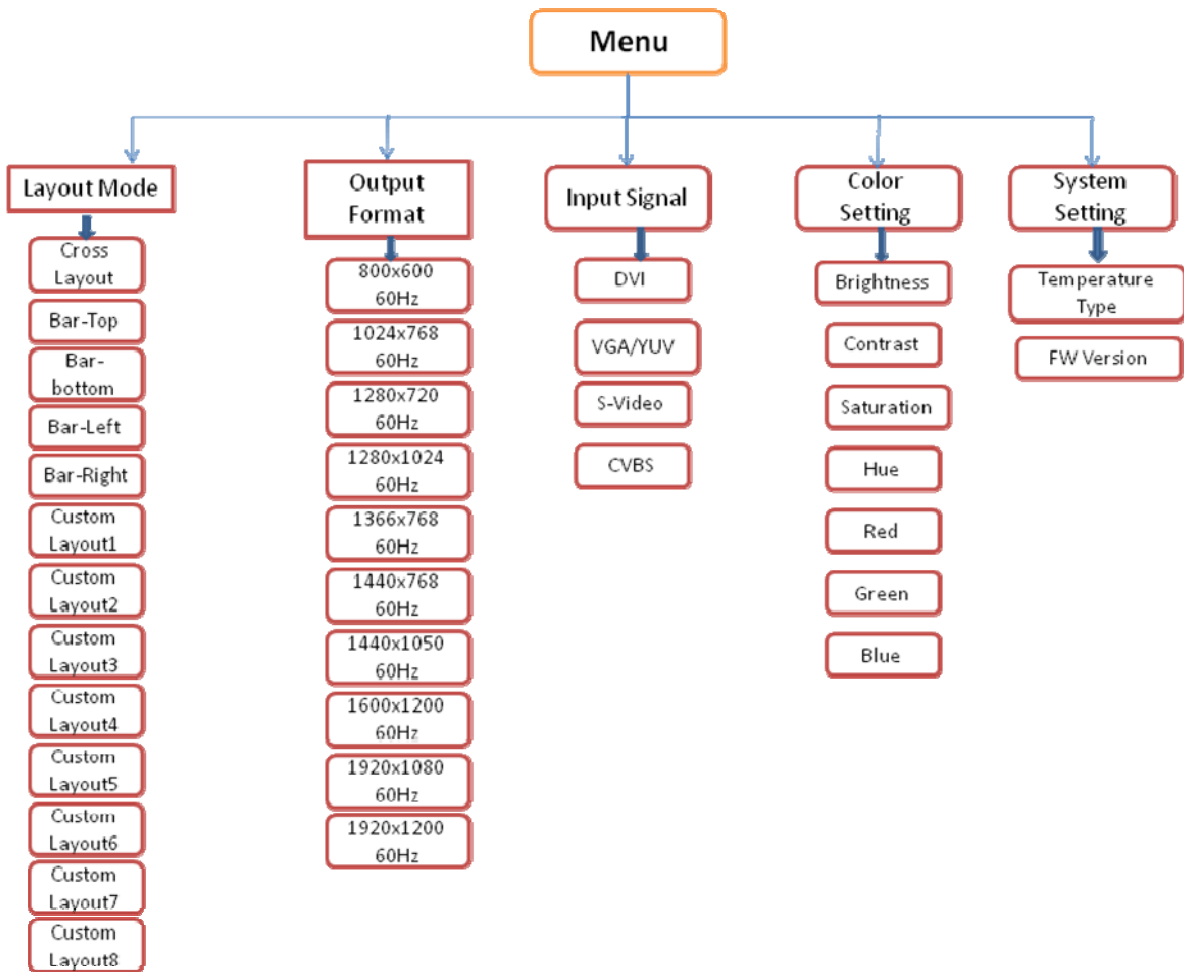 Menu
Layout Mode
Cross
Layout
Bar-Top
Bar-
bottom
Bar-Left
Bar-Right
Custom
Layout1
Custom
Layout2
Custom
Layout3
Custom
Layout4
Custom
Layout5
Custom
Layout6
Custom
Layout7
Custom
Layout8
Output
Format
800x600
60Hz
1024x768
60Hz
1280x720
60Hz
1280x1024
60Hz
1366x768
60Hz
1440x768
60Hz
1440x1050
60Hz
1600x1200
60Hz
1920x1080
60Hz
1920x1200
60Hz
Input Signal
DVI
VGA/YUV
S-Video
CVBS
Color
Setting
Brightness
Contrast
Saturation
Hue
Red
Green
Blue
System
Setting
Temperature
Type
FW Version